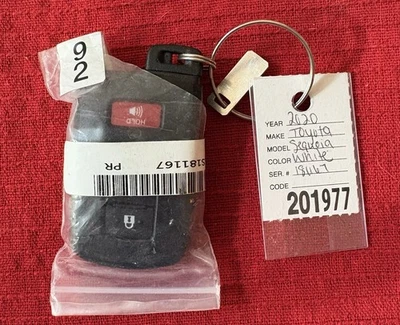 92
HOLD
S181167
PR
YEAR 2020
MAKE Toyota
MODEL Sequoia
COLOR White
SER. # 181167
CODE
201977